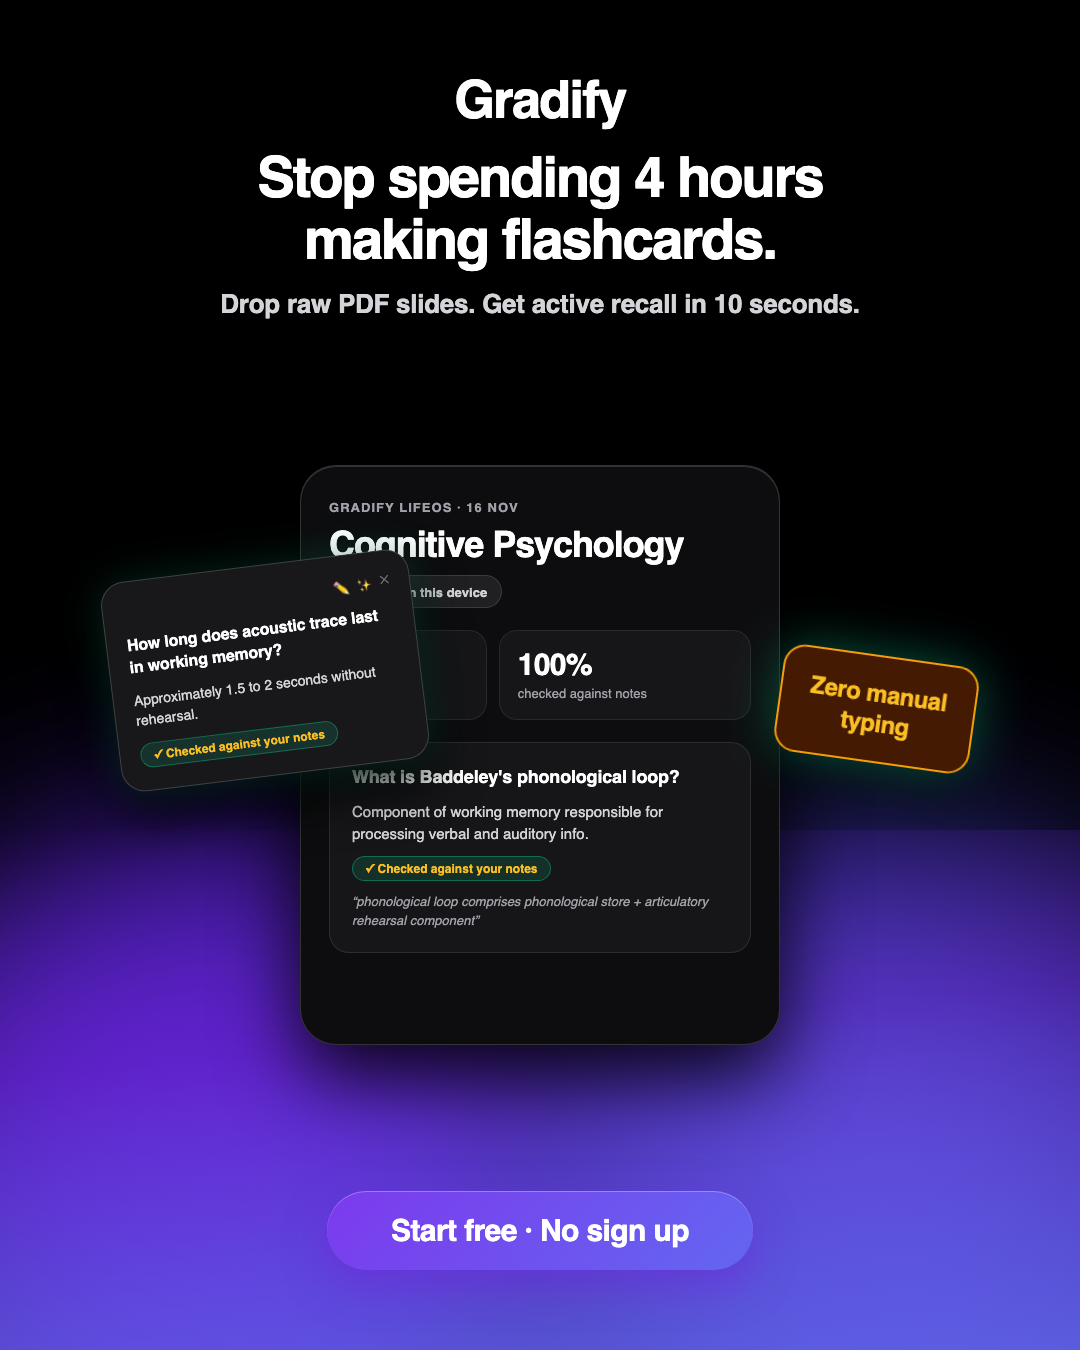 Gradify
Stop spending 4 hours
making flashcards.
Drop raw PDF slides. Get active recall in 10 seconds.
GRADIFY LIFEOS · 16 NOV
Cognitive Psychology
this device
✏️ ✨ ×
How long does acoustic trace last
in working memory?
Approximately 1.5 to 2 seconds without
rehearsal.
✓ Checked against your notes
100%
checked against notes
Zero manual
typing
What is Baddeley's phonological loop?
Component of working memory responsible for
processing verbal and auditory info.
✓ Checked against your notes
“phonological loop comprises phonological store + articulatory
rehearsal component”
Start free · No sign up